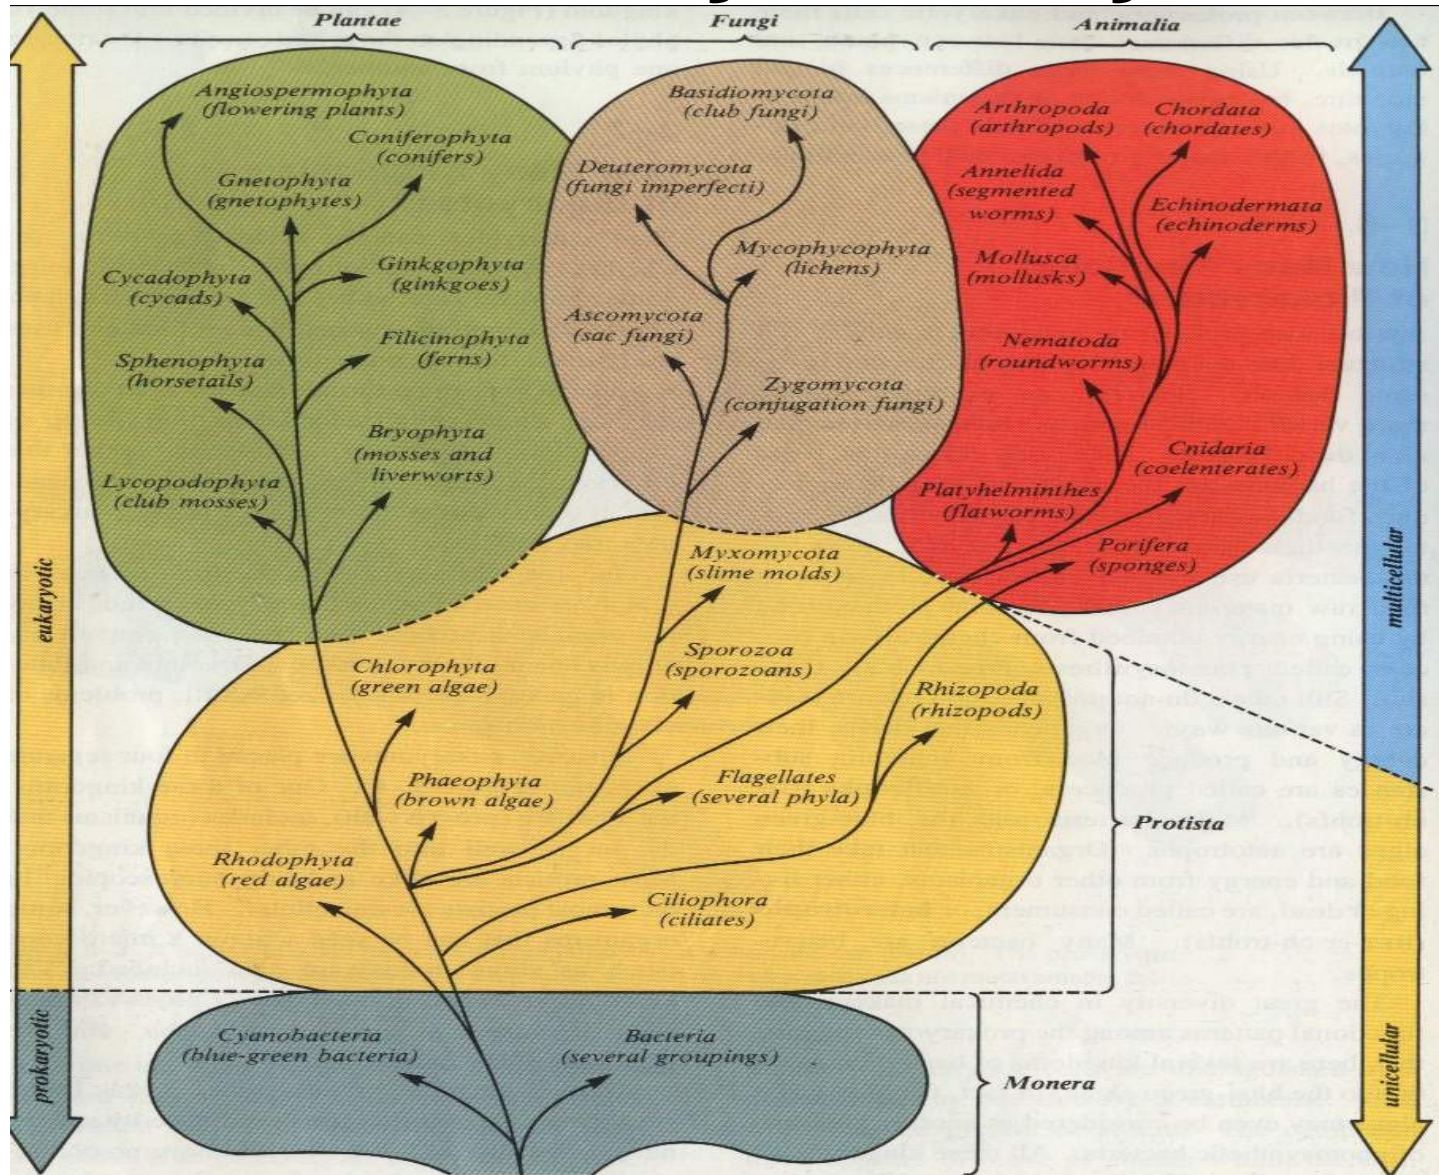 Plantae
Fungi
Animalia
Angiospermophyta
(flowering plants)
Coniferophyta
(conifers)
Gnetophyta
(gnetophytes)
Cycadophyta
(cycads)
Ginkgophyta
(ginkgoes)
Sphenophyta
(horsetails)
Filicinophyta
(ferns)
Bryophyta
(mosses and
liverworts)
Lycopodophyta
(club mosses)
Basidiomycota
(club fungi)
Deuteromycota
(fungi imperfecti)
Mycophycophyta
(lichens)
Ascomycota
(sac fungi)
Zygomycota
(conjugation fungi)
Arthropoda
(arthropods)
Chordata
(chordates)
Annelida
(segmented
worms)
Echinodermata
(echinoderms)
Mollusca
(mollusks)
Nematoda
(roundworms)
Cnidaria
(coelenterates)
Platyhelminthes
(flatworms)
Porifera
(sponges)
Myxomycota
(slime molds)
Chlorophyta
(green algae)
Sporozoa
(sporozoans)
Rhizopoda
(rhizopods)
Phaeophyta
(brown algae)
Flagellates
(several phyla)
Rhodophyta
(red algae)
Ciliophora
(ciliates)
Protista
Cyanobacteria
(blue-green bacteria)
Bacteria
(several groupings)
Monera
eukaryotic
prokaryotic
multicellular
unicellular